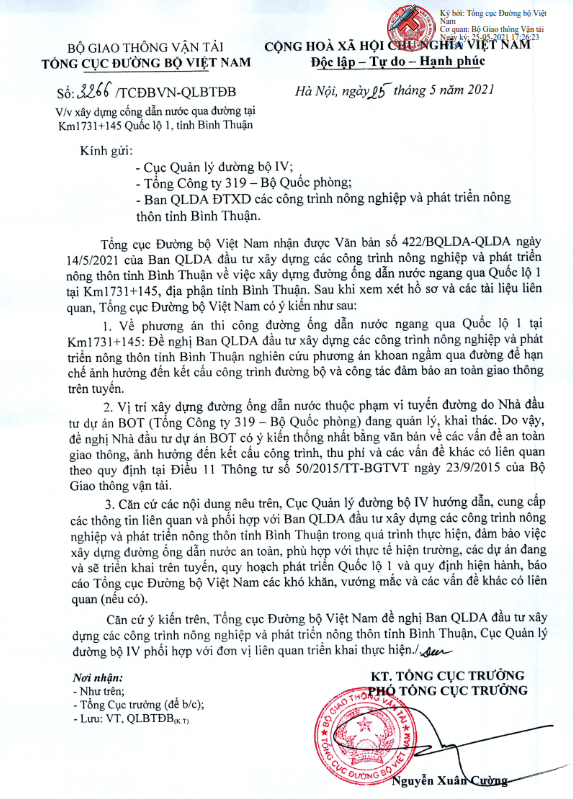 Ký bởi: Tổng cục Đường bộ Việt
Nam
Cơ quan: Bộ Giao thông Vận tải
Ngày ký: 25-05-2021 17:26:23
BỘ GIAO THÔNG VẬN TẢI
TỔNG CỤC ĐƯỜNG BỘ VIỆT NAM
CỘNG HOÀ XÃ HỘI CHỦ NGHĨA VIỆT NAM
Độc lập – Tự do – Hạnh phúc
Số: 3266 /TCĐBVN-QLBTĐB
Hà Nội, ngày 25 tháng 5 năm 2021
V/v xây dựng cống dẫn nước qua đường tại
Km1731+145 Quốc lộ 1, tỉnh Bình Thuận
Kính gửi:
- Cục Quản lý đường bộ IV;
- Tổng Công ty 319 – Bộ Quốc phòng;
- Ban QLDA ĐTXD các công trình nông nghiệp và phát triển nông
thôn tỉnh Bình Thuận.
Tổng cục Đường bộ Việt Nam nhận được Văn bản số 422/BQLDA-QLDA ngày
14/5/2021 của Ban QLDA đầu tư xây dựng các công trình nông nghiệp và phát triển
nông thôn tỉnh Bình Thuận về việc xây dựng đường ống dẫn nước ngang qua Quốc lộ 1
tại Km1731+145, địa phận tỉnh Bình Thuận. Sau khi xem xét hồ sơ và các tài liệu liên
quan, Tổng cục Đường bộ Việt Nam có ý kiến như sau:
1. Về phương án thi công đường ống dẫn nước ngang qua Quốc lộ 1 tại
Km1731+145: Đề nghị Ban QLDA đầu tư xây dựng các công trình nông nghiệp và phát
triển nông thôn tỉnh Bình Thuận nghiên cứu phương án khoan ngầm qua đường để hạn
chế ảnh hưởng đến kết cấu công trình đường bộ và công tác đảm bảo an toàn giao thông
trên tuyến.
2. Vị trí xây dựng đường ống dẫn nước thuộc phạm vi tuyến đường do Nhà đầu
tư dự án BOT (Tổng Công ty 319 – Bộ Quốc phòng) đang quản lý, khai thác. Do vậy,
đề nghị Nhà đầu tư dự án BOT có ý kiến thống nhất bằng văn bản về các vấn đề an toàn
giao thông, ảnh hưởng đến kết cấu công trình, thu phí và các vấn đề khác có liên quan
theo quy định tại Điều 11 Thông tư số 50/2015/TT-BGTVT ngày 23/9/2015 của Bộ
Giao thông vận tải.
3. Căn cứ các nội dung nêu trên, Cục Quản lý đường bộ IV hướng dẫn, cung cấp
các thông tin liên quan và phối hợp với Ban QLDA đầu tư xây dựng các công trình nông
nghiệp và phát triển nông thôn tỉnh Bình Thuận trong quá trình thực hiện, đảm bảo việc
xây dựng đường ống dẫn nước an toàn, phù hợp với thực tế hiện trường, các dự án đang
và sẽ triển khai trên tuyến, quy hoạch phát triển Quốc lộ 1 và quy định hiện hành, báo
cáo Tổng cục Đường bộ Việt Nam các khó khăn, vướng mắc và các vấn đề khác có liên
quan (nếu có).
Căn cứ ý kiến trên, Tổng cục Đường bộ Việt Nam đề nghị Ban QLDA đầu tư xây
dựng các công trình nông nghiệp và phát triển nông thôn tỉnh Bình Thuận, Cục Quản lý
đường bộ IV phối hợp với đơn vị liên quan triển khai thực hiện./.
Nơi nhận:
- Như trên;
- Tổng Cục trưởng (để b/c);
- Lưu: VT, QLBTĐB(K.T)
KT. TỔNG CỤC TRƯỞNG
PHÓ TỔNG CỤC TRƯỞNG
BỘ GIAO THÔNG VẬN TẢI
TỔNG CỤC ĐƯỜNG BỘ VIỆT NAM
Nguyễn Xuân Cường